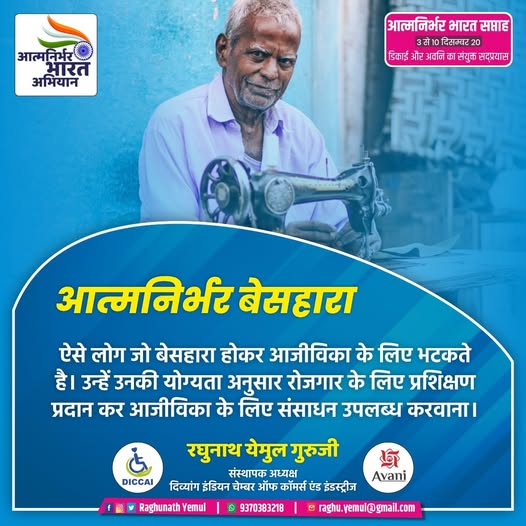 आत्मनिर्भर
भारत
अभियान
आत्मनिर्भर भारत सप्ताह
3 से 10 दिसम्बर 20
डिकाई और अवनि का संयुक्त सद्प्रयास
आत्मनिर्भर बेसहारा
ऐसे लोग जो बेसहारा होकर आजीविका के लिए भटकते
है। उन्हें उनकी योग्यता अनुसार रोजगार के लिए प्रशिक्षण
प्रदान कर आजीविका के लिए संसाधन उपलब्ध करवाना।
रघुनाथ येमुल गुरुजी
संस्थापक अध्यक्ष
दिव्यांग इंडियन चेम्बर ऑफ कॉमर्स एंड इंडस्ट्रीज
DICCAI
Avani
Raghunath Yemul | 9370383218 | raghu.yemul@gmail.com